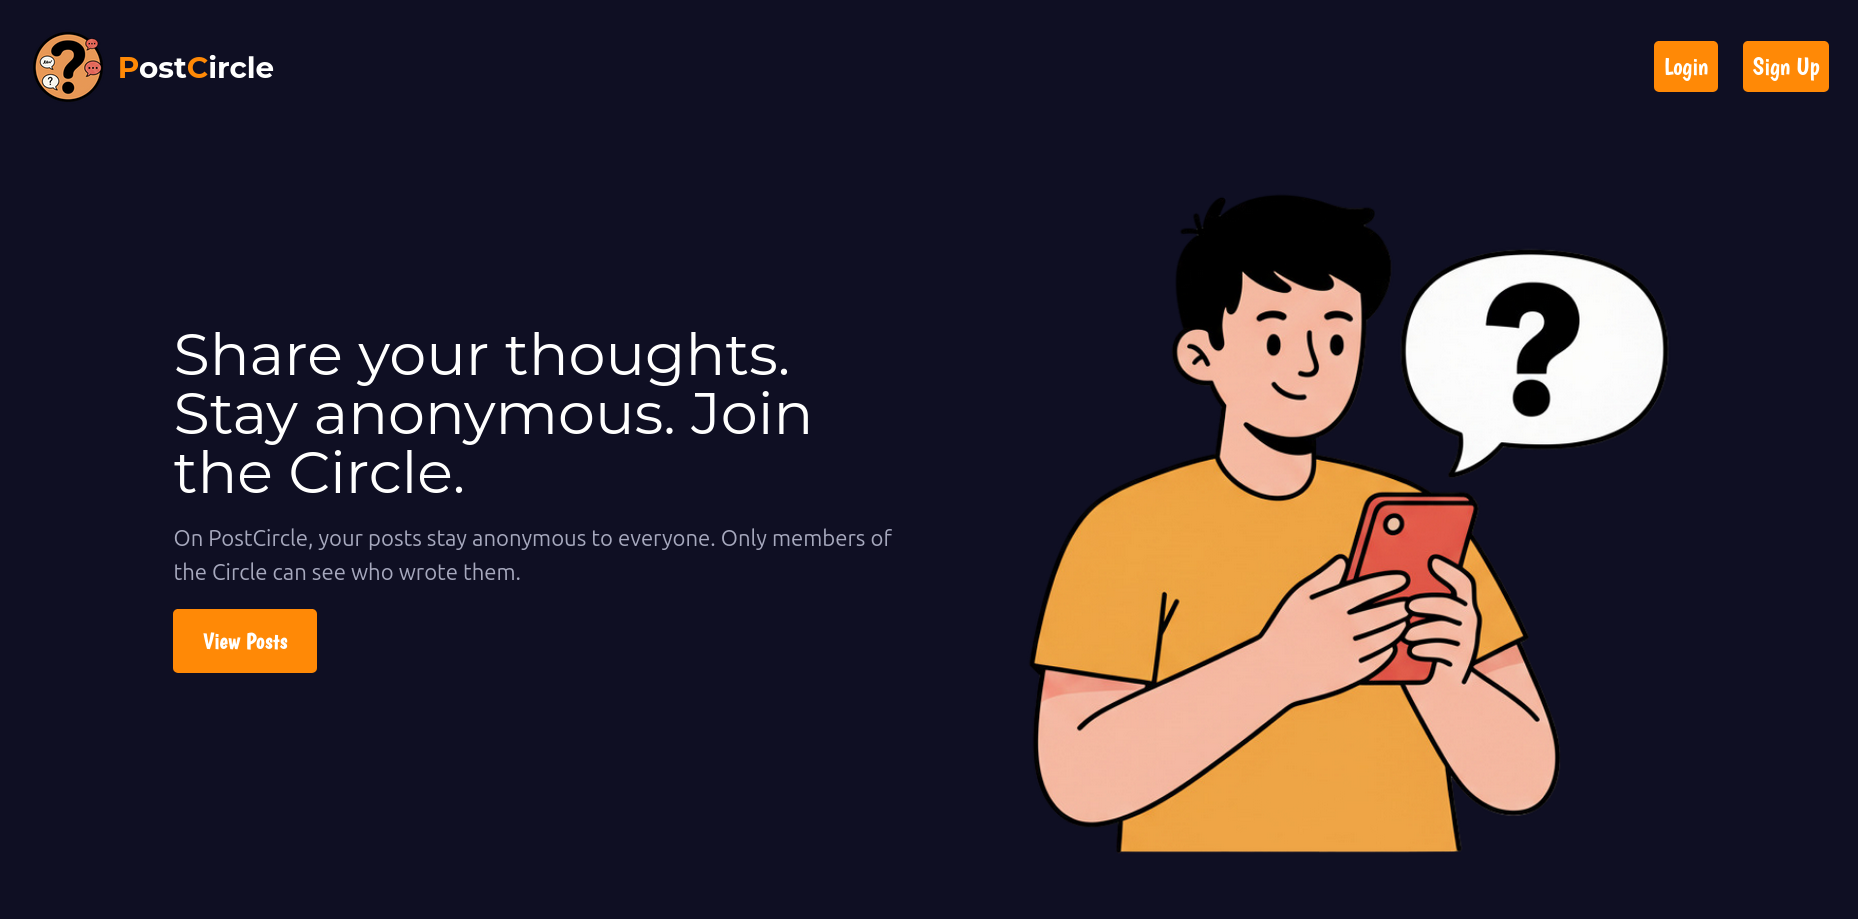 PostCircle
Login
Sign Up
Share your thoughts.
Stay anonymous. Join
the Circle.
On PostCircle, your posts stay anonymous to everyone. Only members of
the Circle can see who wrote them.
View Posts
?